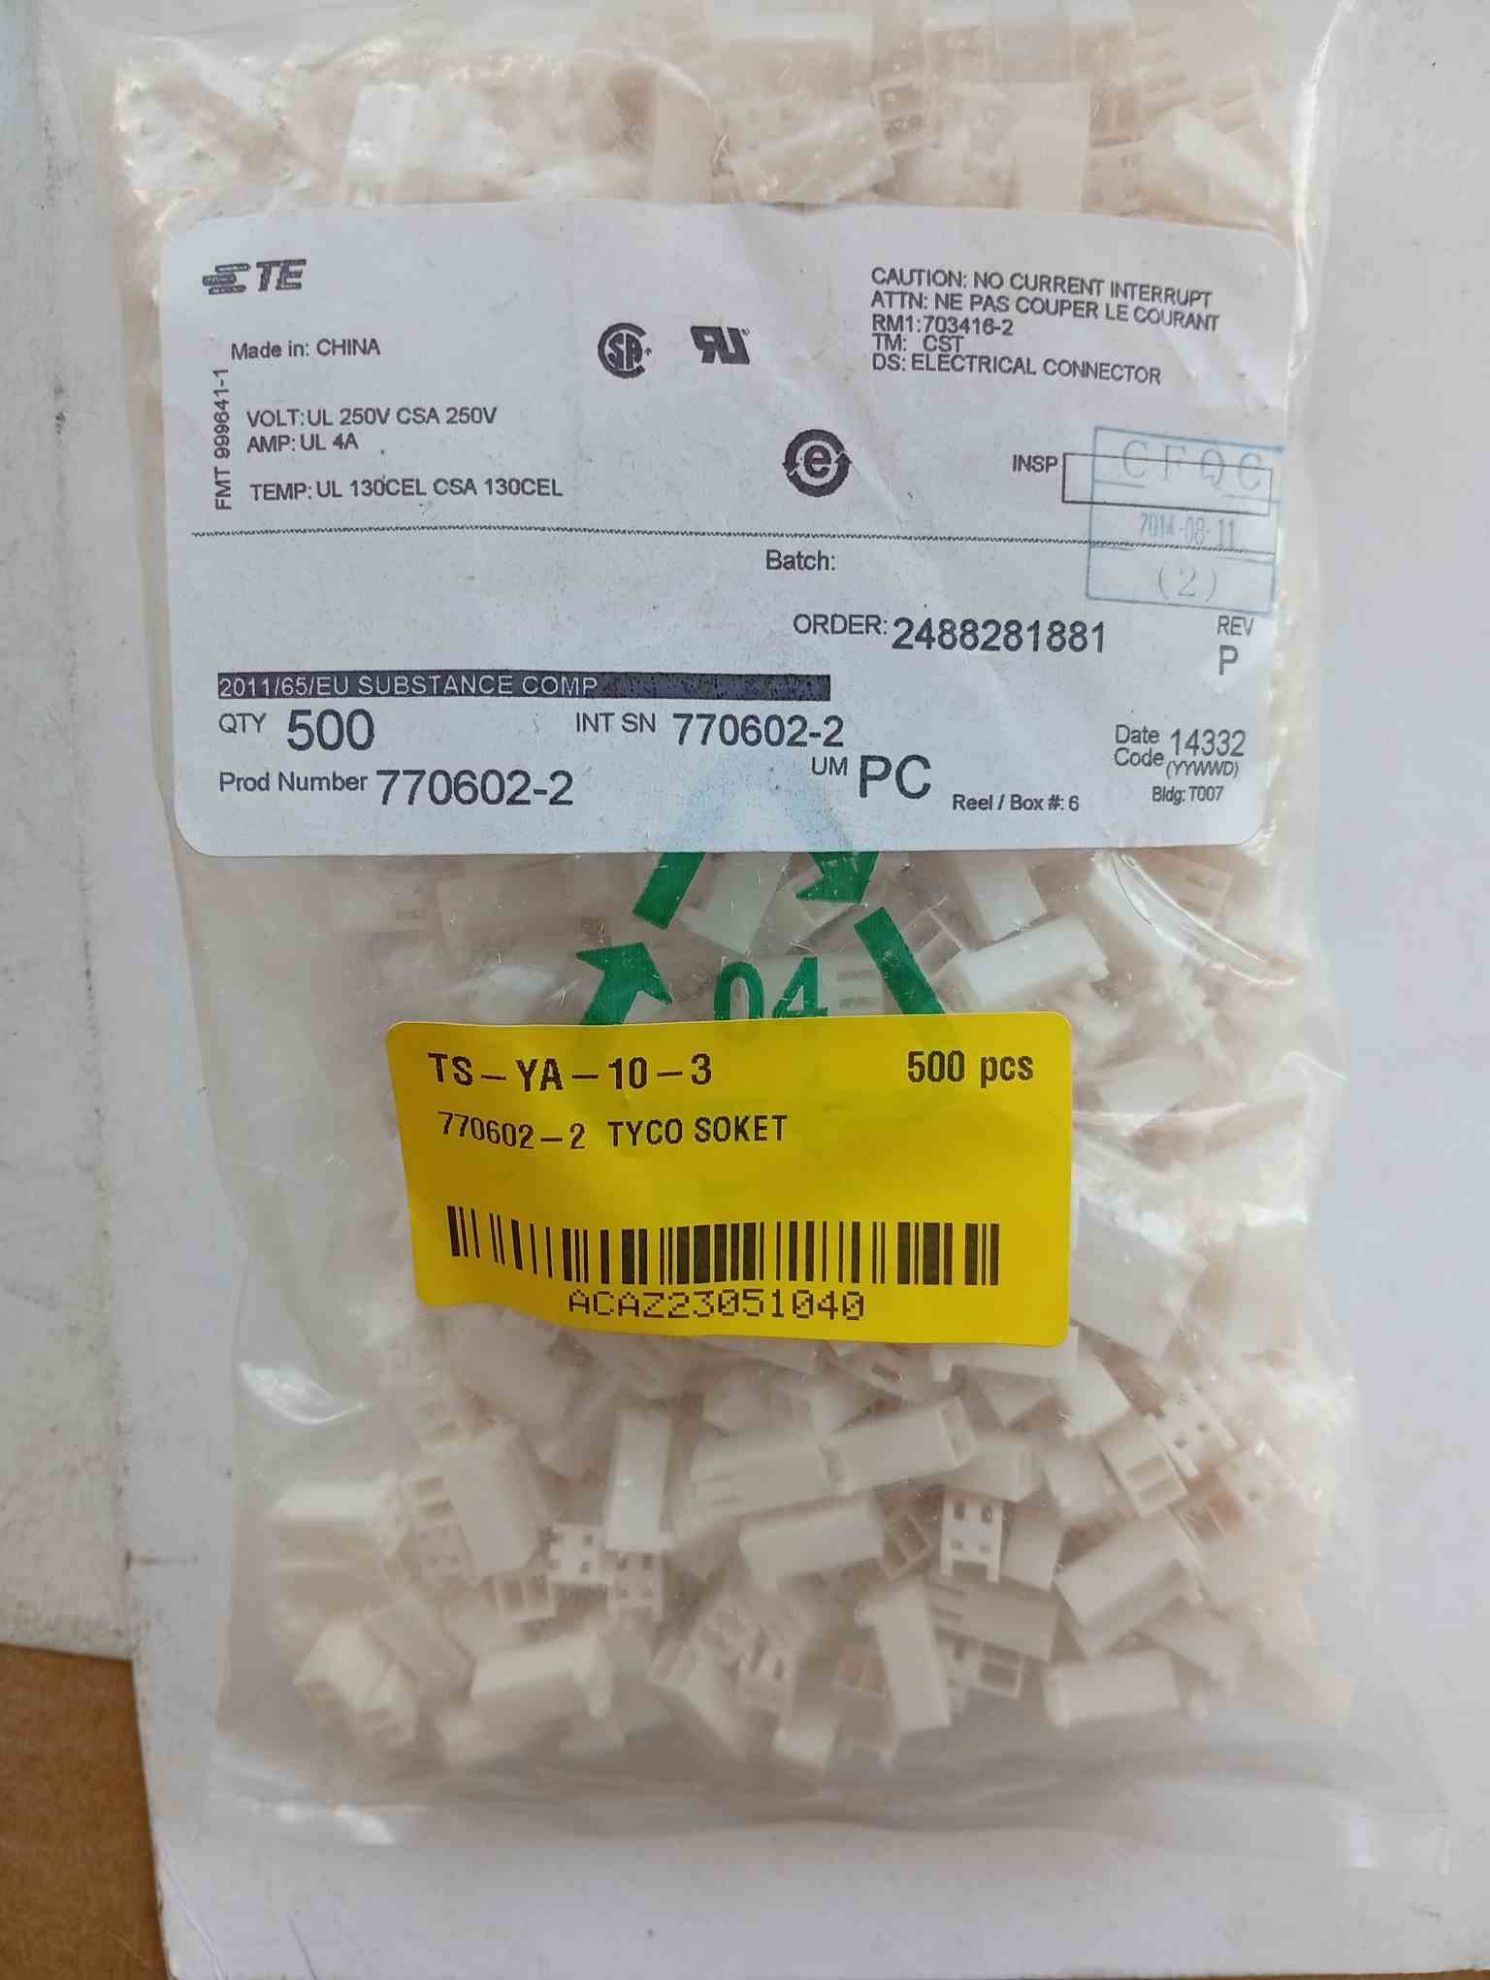 TE
CAUTION: NO CURRENT INTERRUPT
ATTN: NE PAS COUPER LE COURANT
RM1:703416-2
TM: CST
DS: ELECTRICAL CONNECTOR
Made in: CHINA
FMT 999641-1
VOLT:UL 250V CSA 250V
AMP: UL 4A
TEMP: UL 130CEL CSA 130CEL
INSP
CFQC
2014-08-11
(2)
Batch:
ORDER: 2488281881
REV
P
2011/65/EU SUBSTANCE COMP
QTY 500
INT SN 770602-2
Date Code 14332
(YYWWD)
Prod Number 770602-2
UM PC
Reel / Box #: 6
Bldg: T007
04
TS-YA-10-3 500 pcs
770602-2 TYCO SOKET
ACAZ23051040